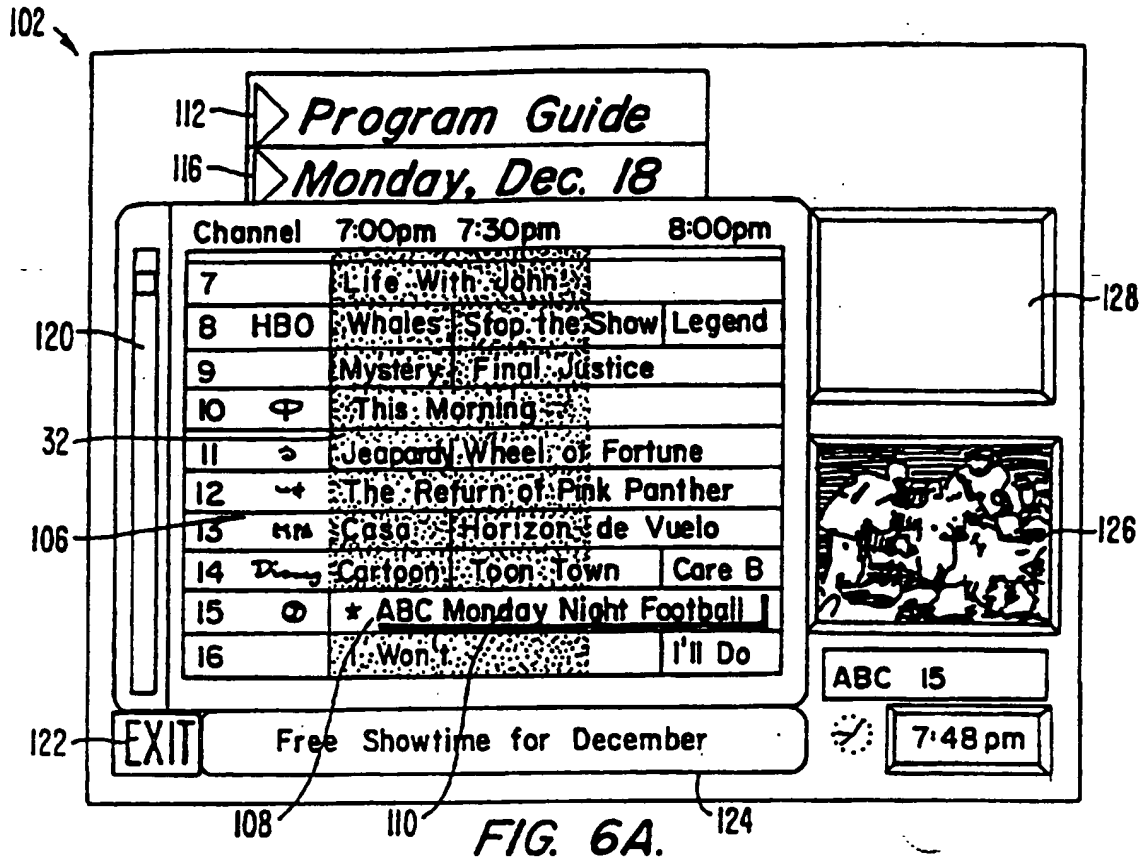 102
112 Program Guide
116 Monday, Dec. 18
Channel 7:00pm 7:30pm 8:00pm
7 Life With John
8 HBO Whales Stop the Show Legend
9 Mystery Final Justice
10 This Morning
11 Jeapardy Wheel of Fortune
12 The Return of Pink Panther
13 Casa Horizon de Vuelo
14 Disney Cartoon Toon Town Care B
15 * ABC Monday Night Football
16 I Won't I'll Do
120
32
106
128
126
ABC 15
7:48pm
122 EXIT Free Showtime for December
108 110 124
FIG. 6A.